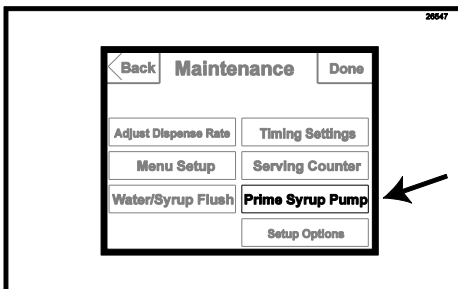 26547
Back Maintenance Done
Adjust Dispense Rate Timing Settings
Menu Setup Serving Counter
Water/Syrup Flush Prime Syrup Pump
Setup Options